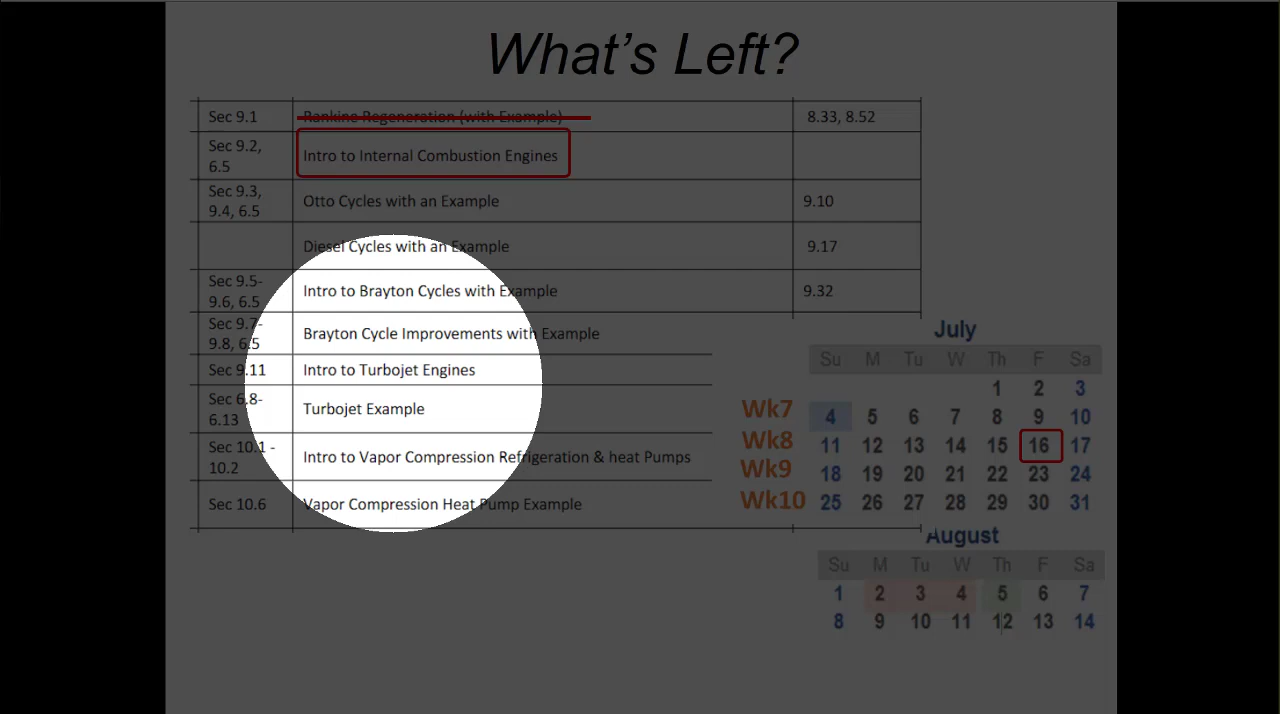 What's Left?
Sec 9.1 Rankine Regeneration (with Example) 8.33, 8.52
Sec 9.2,
6.5
Intro to Internal Combustion Engines
Sec 9.3,
9.4, 6.5
Otto Cycles with an Example 9.10
Diesel Cycles with an Example 9.17
Sec 9.5-
9.6, 6.5
Intro to Brayton Cycles with Example 9.32
Sec 9.7-
9.8, 6.5
Brayton Cycle Improvements with Example
Sec 9.11 Intro to Turbojet Engines
Sec 6.8-
6.13
Turbojet Example
Sec 10.1 -
10.2
Intro to Vapor Compression Refrigeration & heat Pumps
Sec 10.6 Vapor Compression Heat Pump Example
July
Su M Tu W Th F Sa
1 2 3
Wk7 4 5 6 7 8 9 10
Wk8 11 12 13 14 15 16 17
Wk9 18 19 20 21 22 23 24
Wk10 25 26 27 28 29 30 31
August
Su M Tu W Th F Sa
1 2 3 4 5 6 7
8 9 10 11 12 13 14